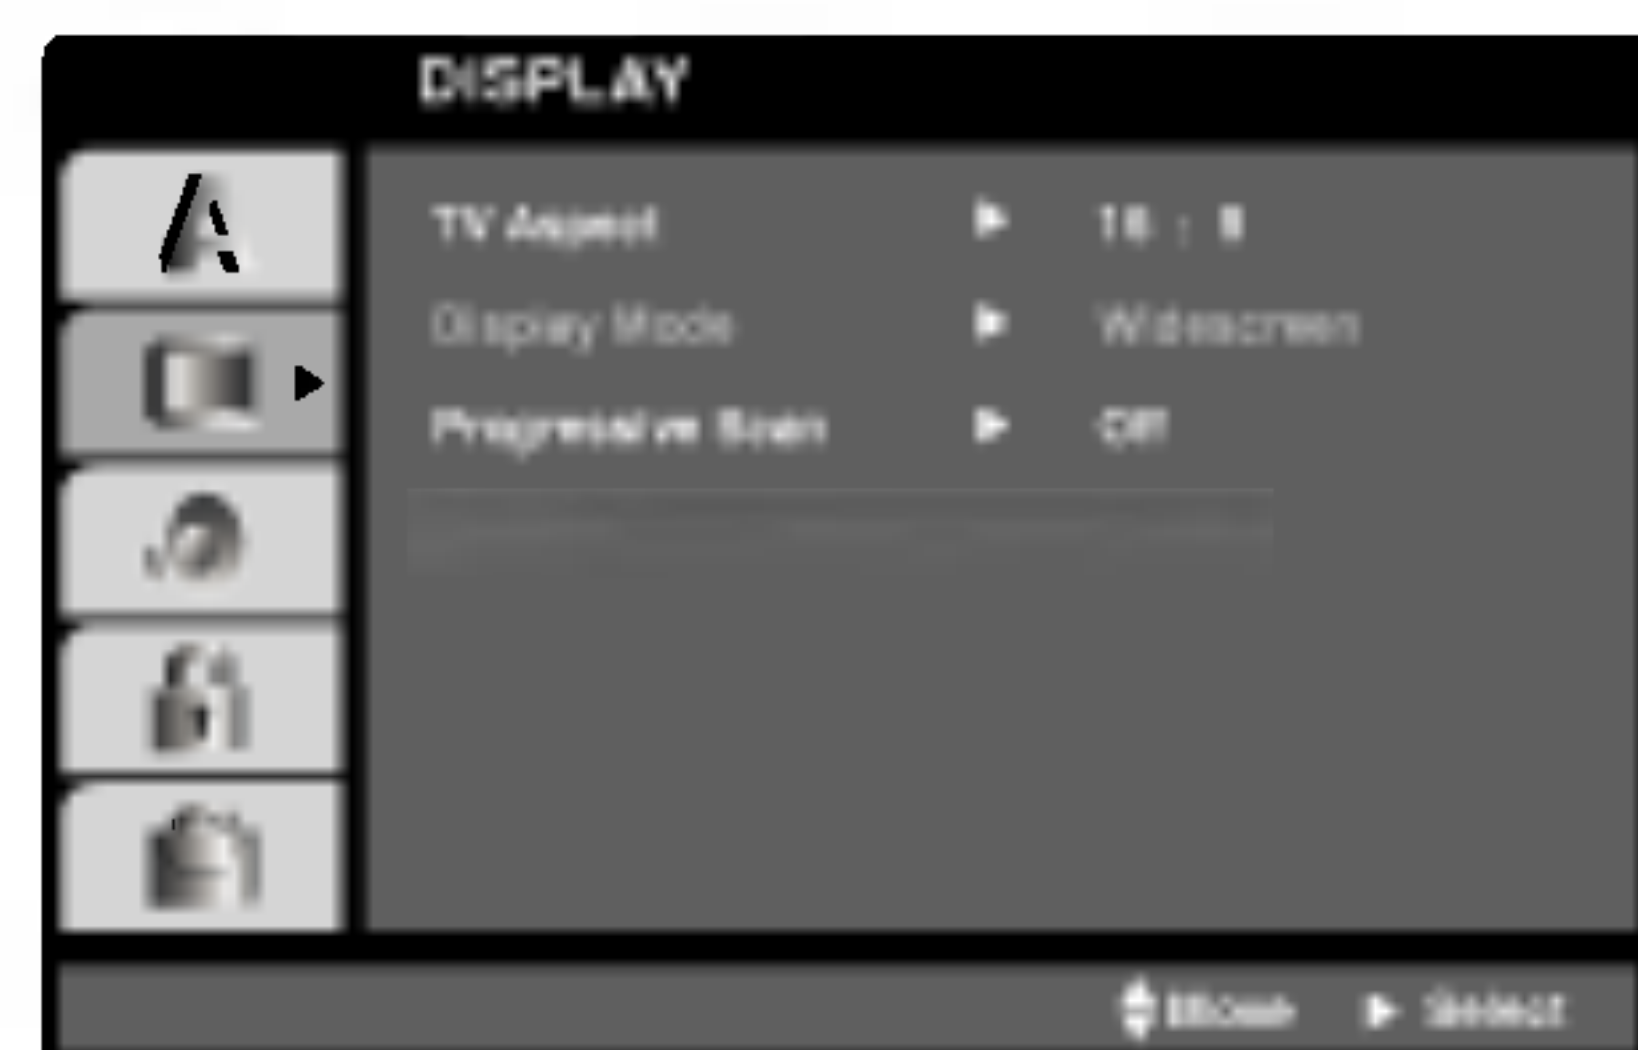 DISPLAY
A
TV Aspect ▶ 16 : 9
Display Mode ▶ Widescreen
Progressive Scan ▶ Off
Move ▶ Select